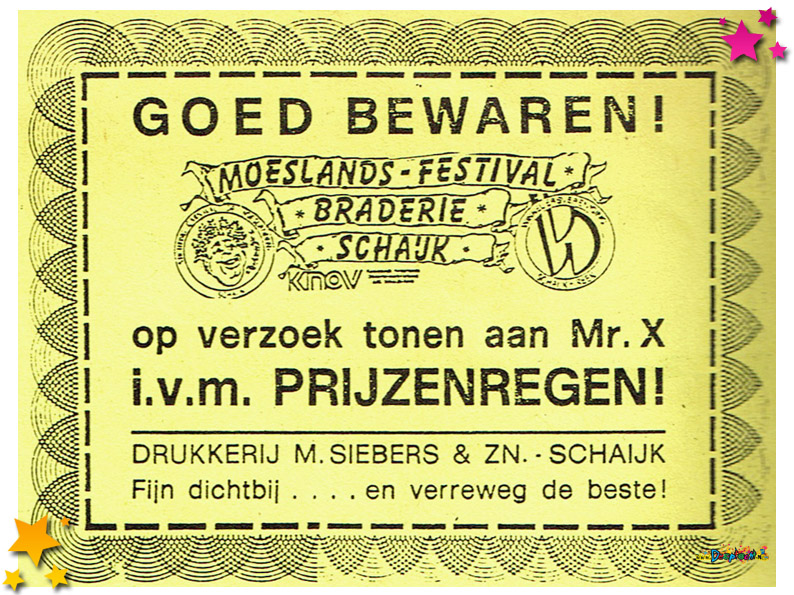 GOED BEWAREN!
MOESLANDS-FESTIVAL *
* BRADERIE *
· SCHAIJK ·
KNOV
op verzoek tonen aan Mr. X
i.v.m. PRIJZENREGEN!
DRUKKERIJ M. SIEBERS & ZN. - SCHAIJK
Fijn dichtbij .... en verreweg de beste!